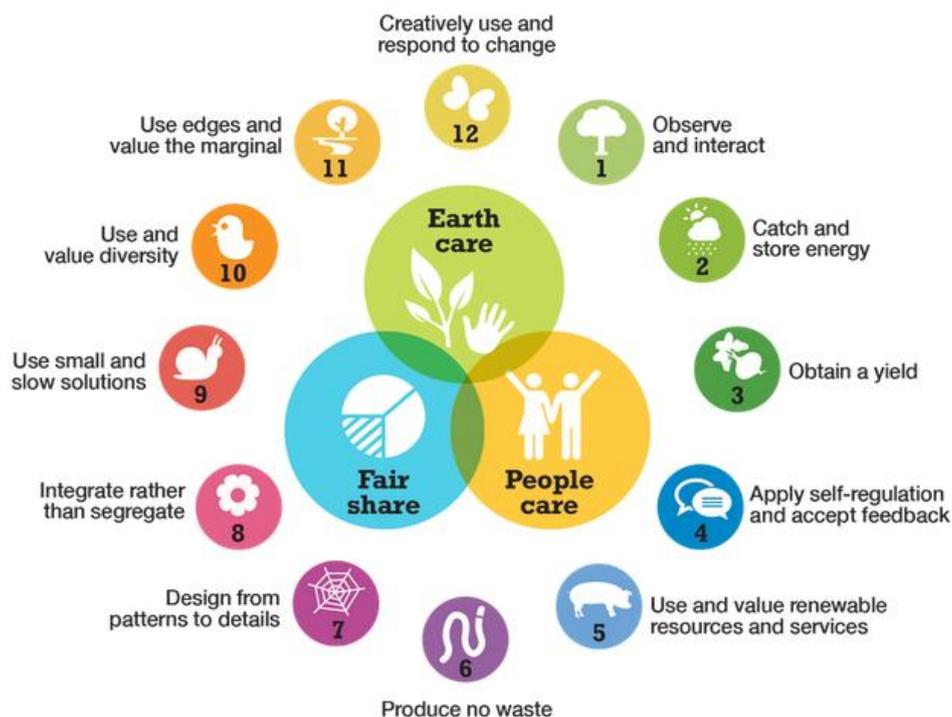 Creatively use and
respond to change
12
Observe
and interact
1
Catch and
store energy
2
Obtain a yield
3
Apply self-regulation
and accept feedback
4
Use and value renewable
resources and services
5
Produce no waste
6
Design from
patterns to details
7
Integrate rather
than segregate
8
Use small and
slow solutions
9
Use and
value diversity
10
Use edges and
value the marginal
11
Earth
care
Fair
share
People
care